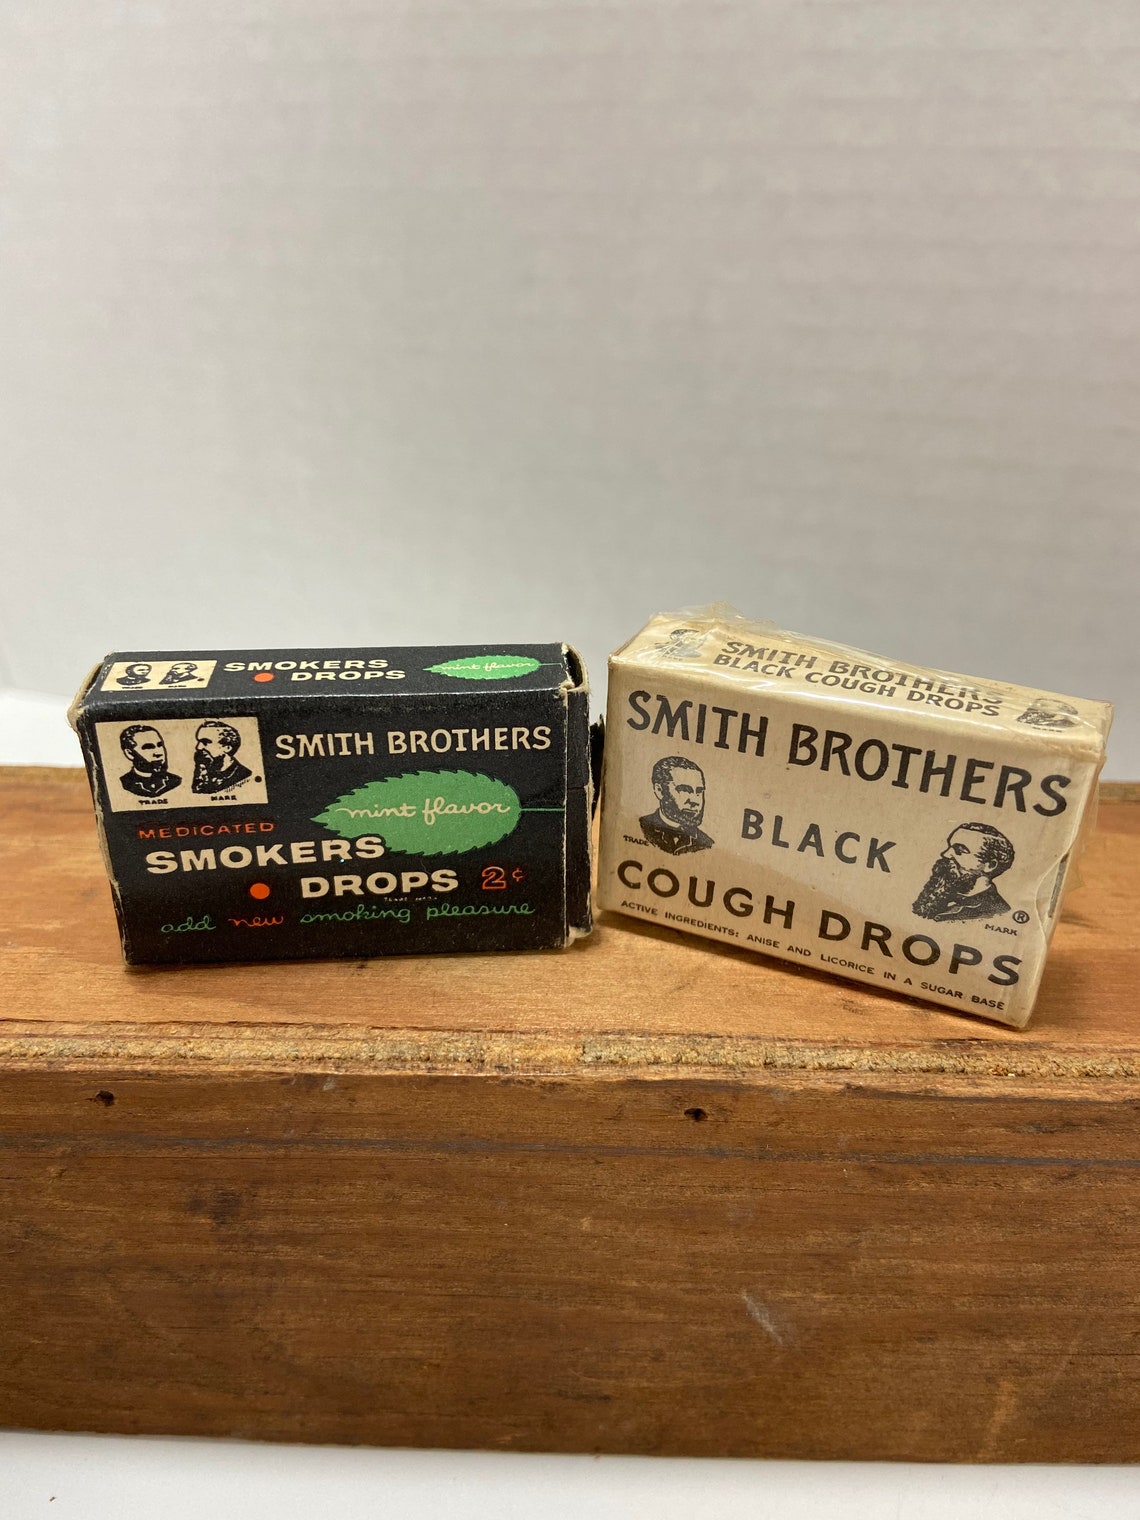 SMOKERS
DROPS
mint flavor
TRADE MARK
SMITH BROTHERS
mint flavor
MEDICATED
SMOKERS
DROPS 2¢
add new smoking pleasure
SMITH BROTHERS
BLACK COUGH DROPS
SMITH BROTHERS
BLACK
TRADE
MARK
®
COUGH DROPS
ACTIVE INGREDIENTS: ANISE AND LICORICE IN A SUGAR BASE